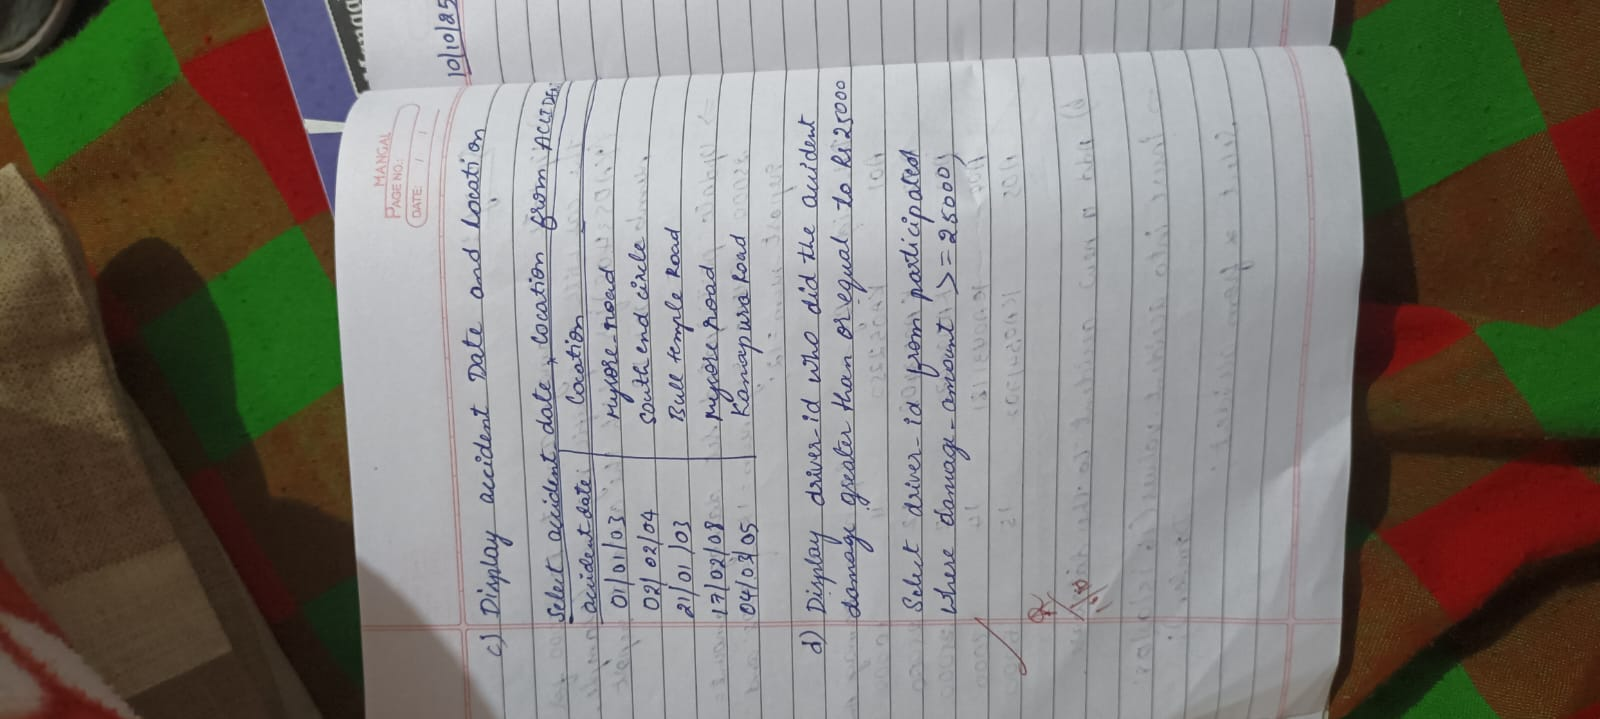 10/10/25
MANGAL
PAGE NO.:
DATE: / /
c) Display accident Date and Location
Select accident date, location from ACCIDEN
accident date | location
01/01/03 | Mysore road
02/02/04 | South end circle
21/01/03 | Bull temple Road
17/02/08 | Mysore road
04/03/05 | Kanakpura Road
d) Display driver-id who did the accident
damage greater than or equal to Rs 25000
Select driver-id from participated
where damage-amount >= 25000;